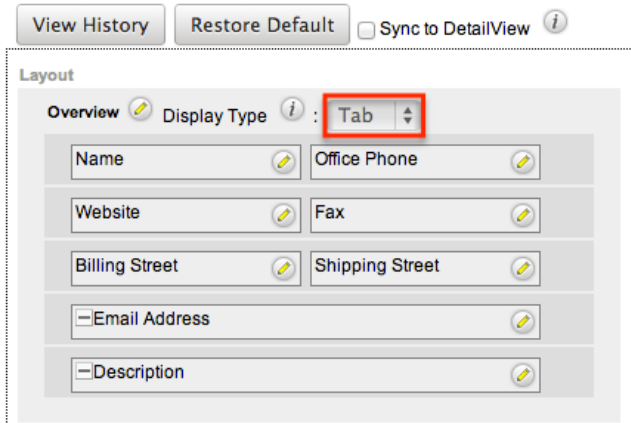 View History Restore Default Sync to DetailView i
Layout
Overview Display Type i : Tab
Name Office Phone
Website Fax
Billing Street Shipping Street
Email Address
Description